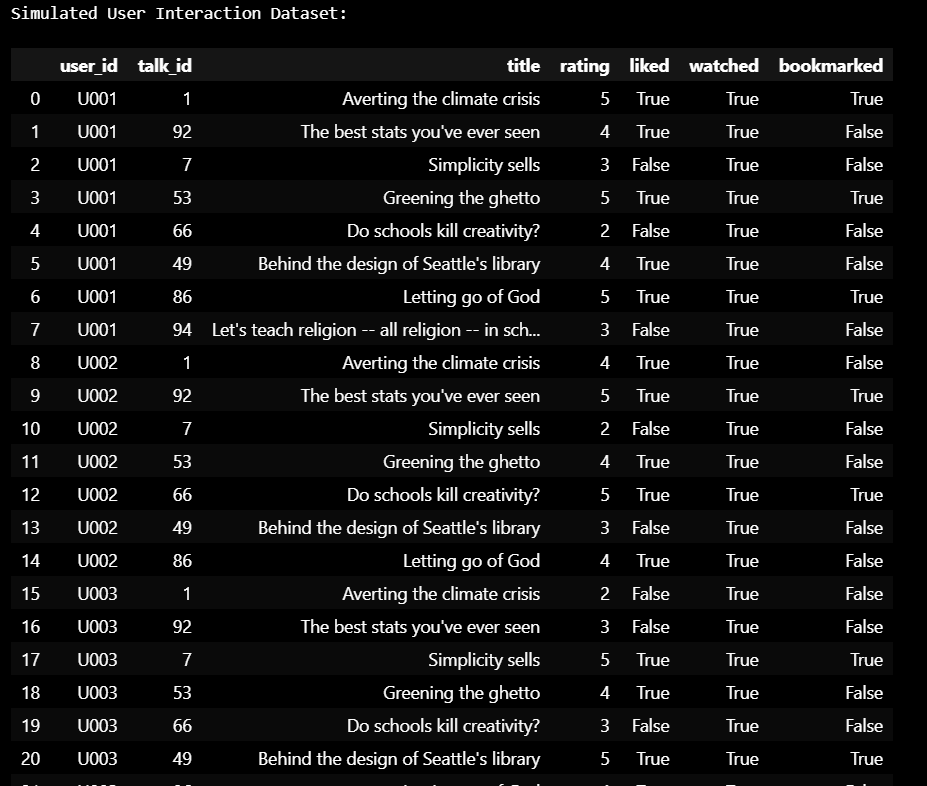 Simulated User Interaction Dataset:
user_id talk_id title rating liked watched bookmarked
0 U001 1 Averting the climate crisis 5 True True True
1 U001 92 The best stats you've ever seen 4 True True False
2 U001 7 Simplicity sells 3 False True False
3 U001 53 Greening the ghetto 5 True True True
4 U001 66 Do schools kill creativity? 2 False True False
5 U001 49 Behind the design of Seattle's library 4 True True False
6 U001 86 Letting go of God 5 True True True
7 U001 94 Let's teach religion -- all religion -- in sch... 3 False True False
8 U002 1 Averting the climate crisis 4 True True False
9 U002 92 The best stats you've ever seen 5 True True True
10 U002 7 Simplicity sells 2 False True False
11 U002 53 Greening the ghetto 4 True True False
12 U002 66 Do schools kill creativity? 5 True True True
13 U002 49 Behind the design of Seattle's library 3 False True False
14 U002 86 Letting go of God 4 True True False
15 U003 1 Averting the climate crisis 2 False True False
16 U003 92 The best stats you've ever seen 3 False True False
17 U003 7 Simplicity sells 5 True True True
18 U003 53 Greening the ghetto 4 True True False
19 U003 66 Do schools kill creativity? 3 False True False
20 U003 49 Behind the design of Seattle's library 5 True True True